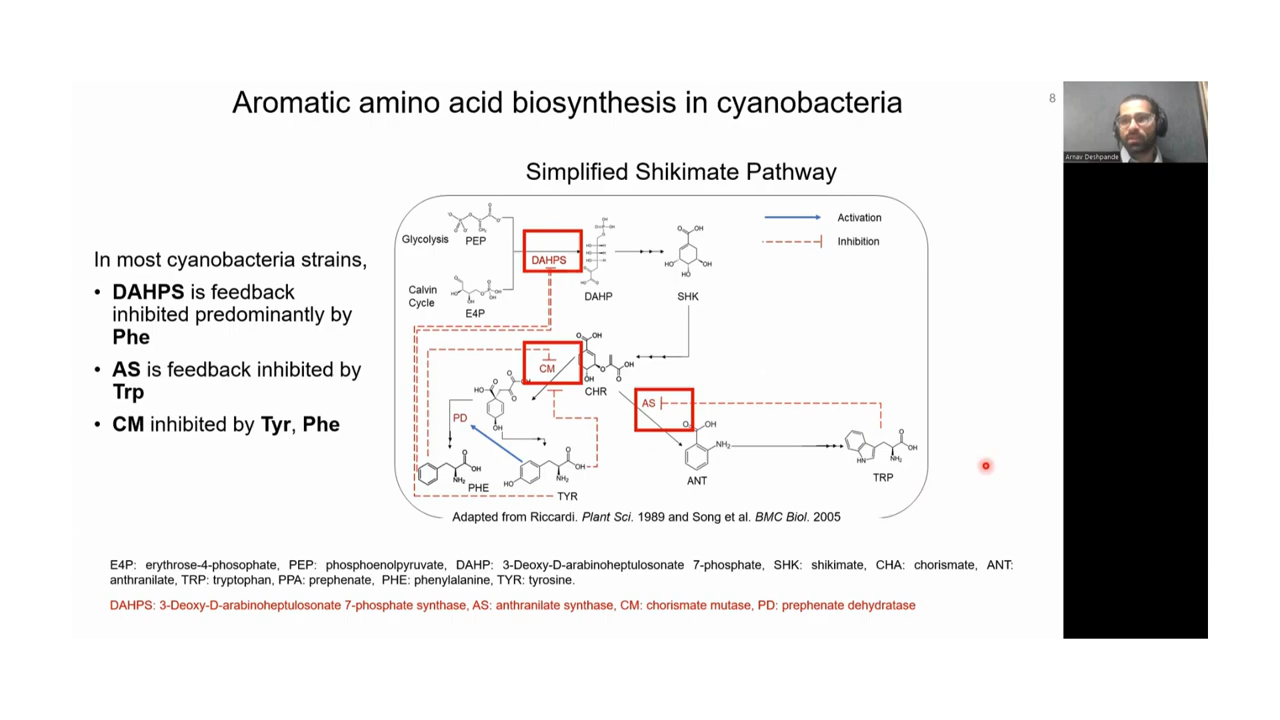 Aromatic amino acid biosynthesis in cyanobacteria
8
Arnav Deshpande
Simplified Shikimate Pathway
In most cyanobacteria strains,
• DAHPS is feedback
inhibited predominantly by
Phe
• AS is feedback inhibited by
Trp
• CM inhibited by Tyr, Phe
Activation
Inhibition
Glycolysis
PEP
DAHPS
Calvin
Cycle
E4P
DAHP
SHK
CM
CHR
AS
PD
PHE
TYR
ANT
TRP
Adapted from Riccardi. Plant Sci. 1989 and Song et al. BMC Biol. 2005
E4P: erythrose-4-phosophate, PEP: phosphoenolpyruvate, DAHP: 3-Deoxy-D-arabinoheptulosonate 7-phosphate, SHK: shikimate, CHA: chorismate, ANT:
anthranilate, TRP: tryptophan, PPA: prephenate, PHE: phenylalanine, TYR: tyrosine.
DAHPS: 3-Deoxy-D-arabinoheptulosonate 7-phosphate synthase, AS: anthranilate synthase, CM: chorismate mutase, PD: prephenate dehydratase